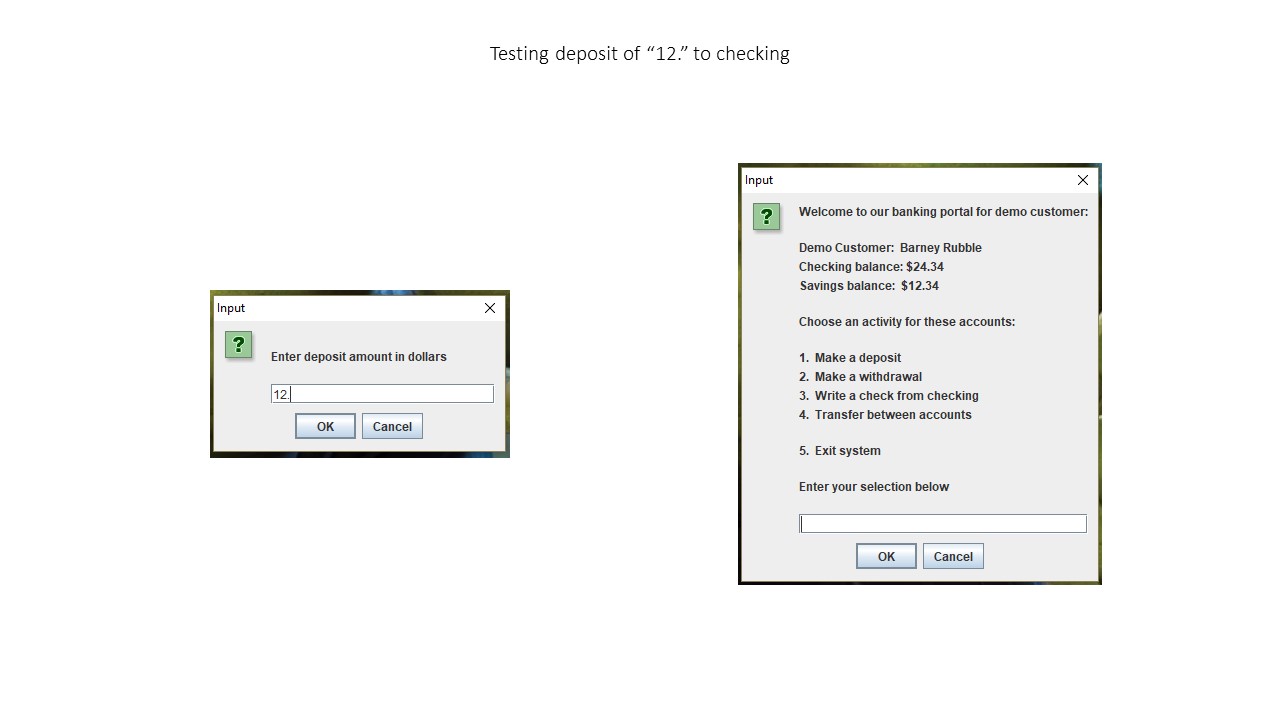 Testing deposit of “12.” to checking
Input
?
Enter deposit amount in dollars
12.
OK Cancel
Input
?
Welcome to our banking portal for demo customer:
Demo Customer:  Barney Rubble
Checking balance: $24.34
Savings balance:  $12.34
Choose an activity for these accounts:
1.  Make a deposit
2.  Make a withdrawal
3.  Write a check from checking
4.  Transfer between accounts
5.  Exit system
Enter your selection below
OK Cancel